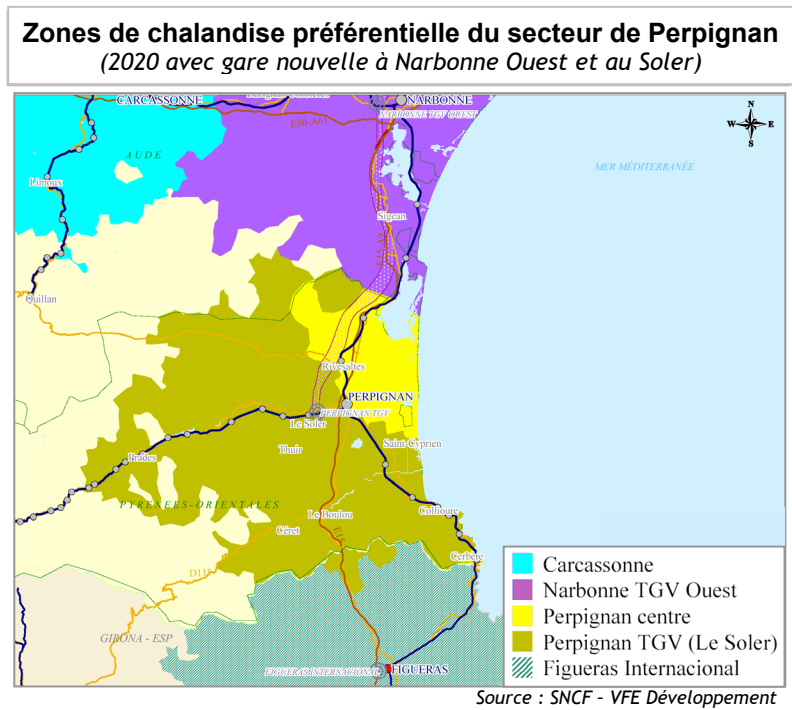 Zones de chalandise préférentielle du secteur de Perpignan
(2020 avec gare nouvelle à Narbonne Ouest et au Soler)
CARCASSONNE
NARBONNE
NARBONNE TGV OUEST
E80-A61
N
W E
S
AUDE
MER MÉDITERRANÉE
Limoux
Sigean
Quillan
Rivesaltes
PERPIGNAN
PERPIGNAN TGV
Le Soler
Saint-Cyprien
Thuir
Prades
PYRENEES-ORIENTALES
Le Boulou
Collioure
Céret
E15
Cerbère
D115
GIRONA - ESP
FIGUERAS INTERNACIONAL
FIGUERAS
Carcassonne
Narbonne TGV Ouest
Perpignan centre
Perpignan TGV (Le Soler)
Figueras Internacional
Source : SNCF - VFE Développement